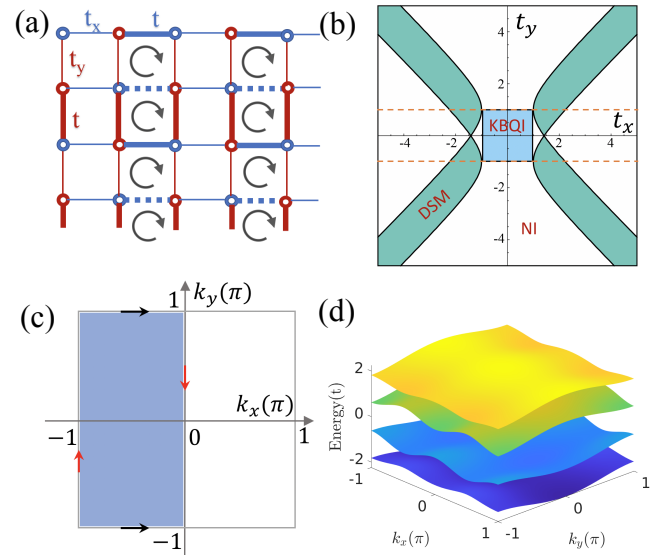 (a)
t_x
t
t_y
t
(b)
t_y
4
2
KBQI
t_x
-4
-2
0
2
4
DSM
-2
NI
-4
(c)
1
k_y(π)
k_x(π)
−1
0
1
−1
(d)
Energy(t)
2
0
-2
-1
0
1
k_x(π)
-1
0
1
k_y(π)